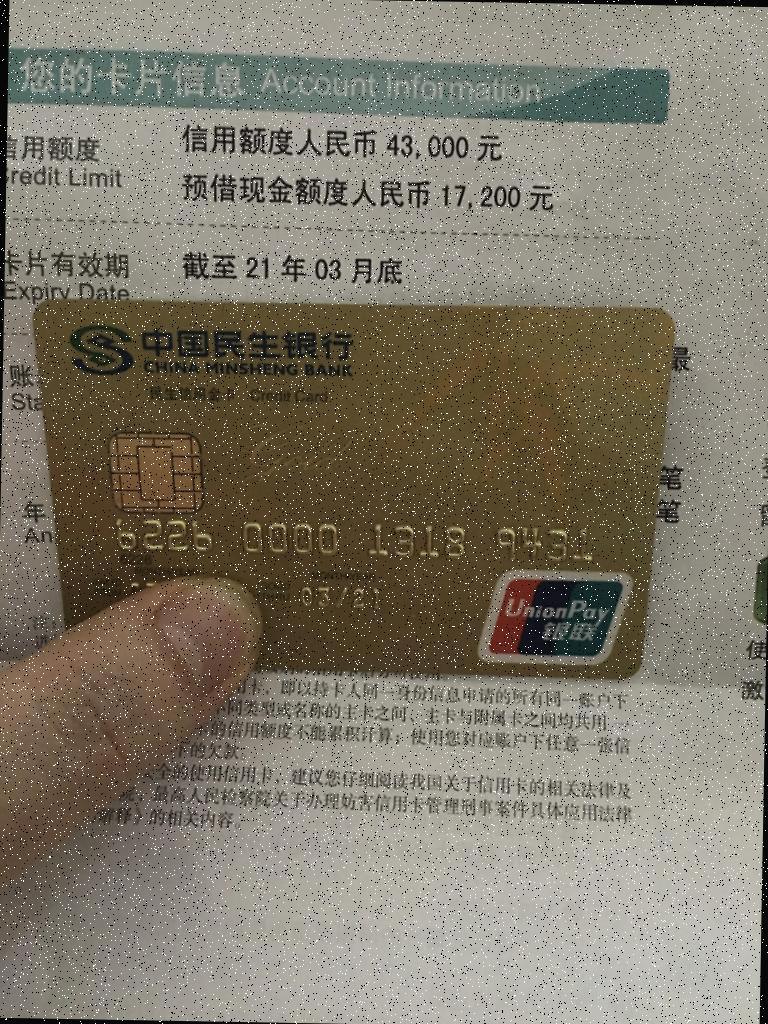 您的卡片信息 Account Information
信用额度
信用额度人民币 43,000 元
Credit Limit
预借现金额度人民币 17,200 元
卡片有效期
截至 21 年 03 月底
Expiry Date
中国民生银行
CHINA MINSHENG BANK
最
账
民生信用卡 Credit Card
Sta
笔
年
笔
An
6226 0000 1318 9431
03/21
UnionPay
银联
使
激
用卡，即以持卡人同一身份信息申请的所有同一账户下
同类型或名称的主卡之间、主卡与附属卡之间均共用
的信用额度不能累积计算；使用您对应账户下任意一张信
下的欠款；
全的使用信用卡，建议您仔细阅读我国关于信用卡的相关法律及
最高人民检察院关于办理妨害信用卡管理刑事案件具体应用法律
解释》的相关内容。